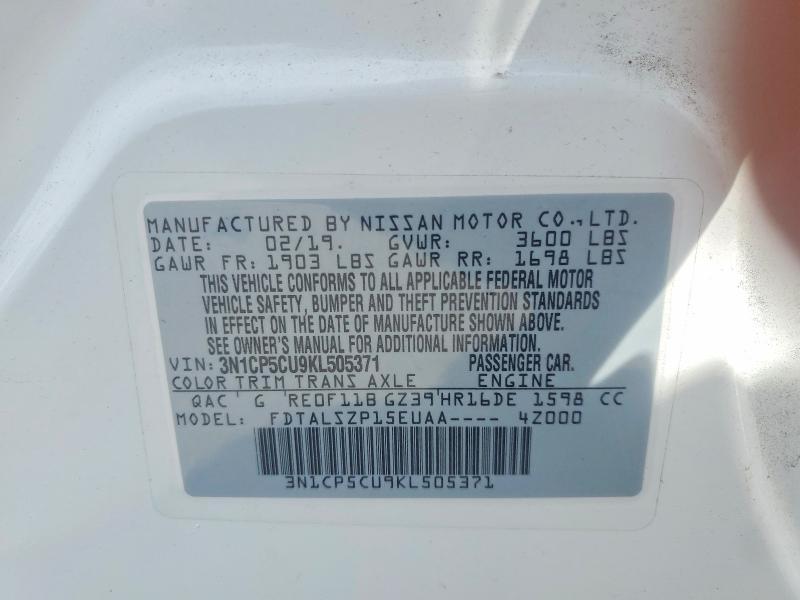 MANUFACTURED BY NISSAN MOTOR CO., LTD.
DATE: 02/19. GVWR: 3600 LBS
GAWR FR: 1903 LBS GAWR RR: 1698 LBS
THIS VEHICLE CONFORMS TO ALL APPLICABLE FEDERAL MOTOR
VEHICLE SAFETY, BUMPER AND THEFT PREVENTION STANDARDS
IN EFFECT ON THE DATE OF MANUFACTURE SHOWN ABOVE.
SEE OWNER'S MANUAL FOR ADDITIONAL INFORMATION.
VIN: 3N1CP5CU9KL505371 PASSENGER CAR.
COLOR TRIM TRANS AXLE ENGINE
QAC G RE0F11B GZ39 HR16DE 1598 CC
MODEL: FDTALSZP15EUAA---- 4Z000
3N1CP5CU9KL505371